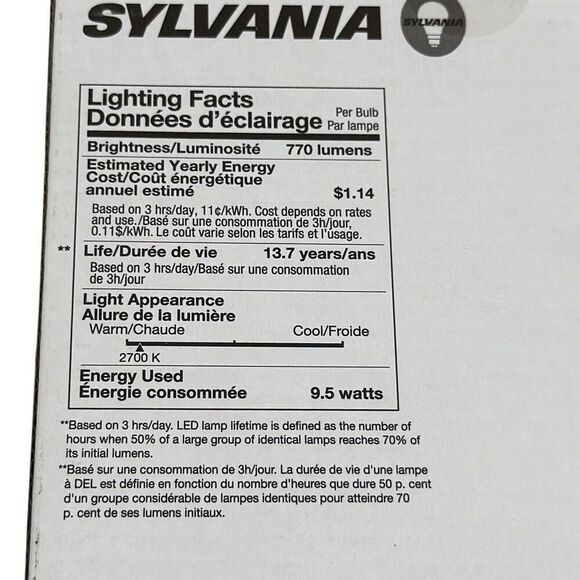 SYLVANIA
SYLVANIA
Lighting Facts Per Bulb
Données d'éclairage Par lampe
Brightness/Luminosité 770 lumens
Estimated Yearly Energy
Cost/Coût énergétique
annuel estimé $1.14
Based on 3 hrs/day, 11¢/kWh. Cost depends on rates
and use./Basé sur une consommation de 3h/jour,
0.11$/kWh. Le coût varie selon les tarifs et l'usage.
** Life/Durée de vie 13.7 years/ans
Based on 3 hrs/day/Basé sur une consommation
de 3h/jour
Light Appearance
Allure de la lumière
Warm/Chaude Cool/Froide
2700 K
Energy Used
Énergie consommée 9.5 watts
**Based on 3 hrs/day. LED lamp lifetime is defined as the number of
hours when 50% of a large group of identical lamps reaches 70% of
its initial lumens.
**Basé sur une consommation de 3h/jour. La durée de vie d'une lampe
à DEL est définie en fonction du nombre d'heures que dure 50 p. cent
d'un groupe considérable de lampes identiques pour atteindre 70
p. cent de ses lumens initiaux.